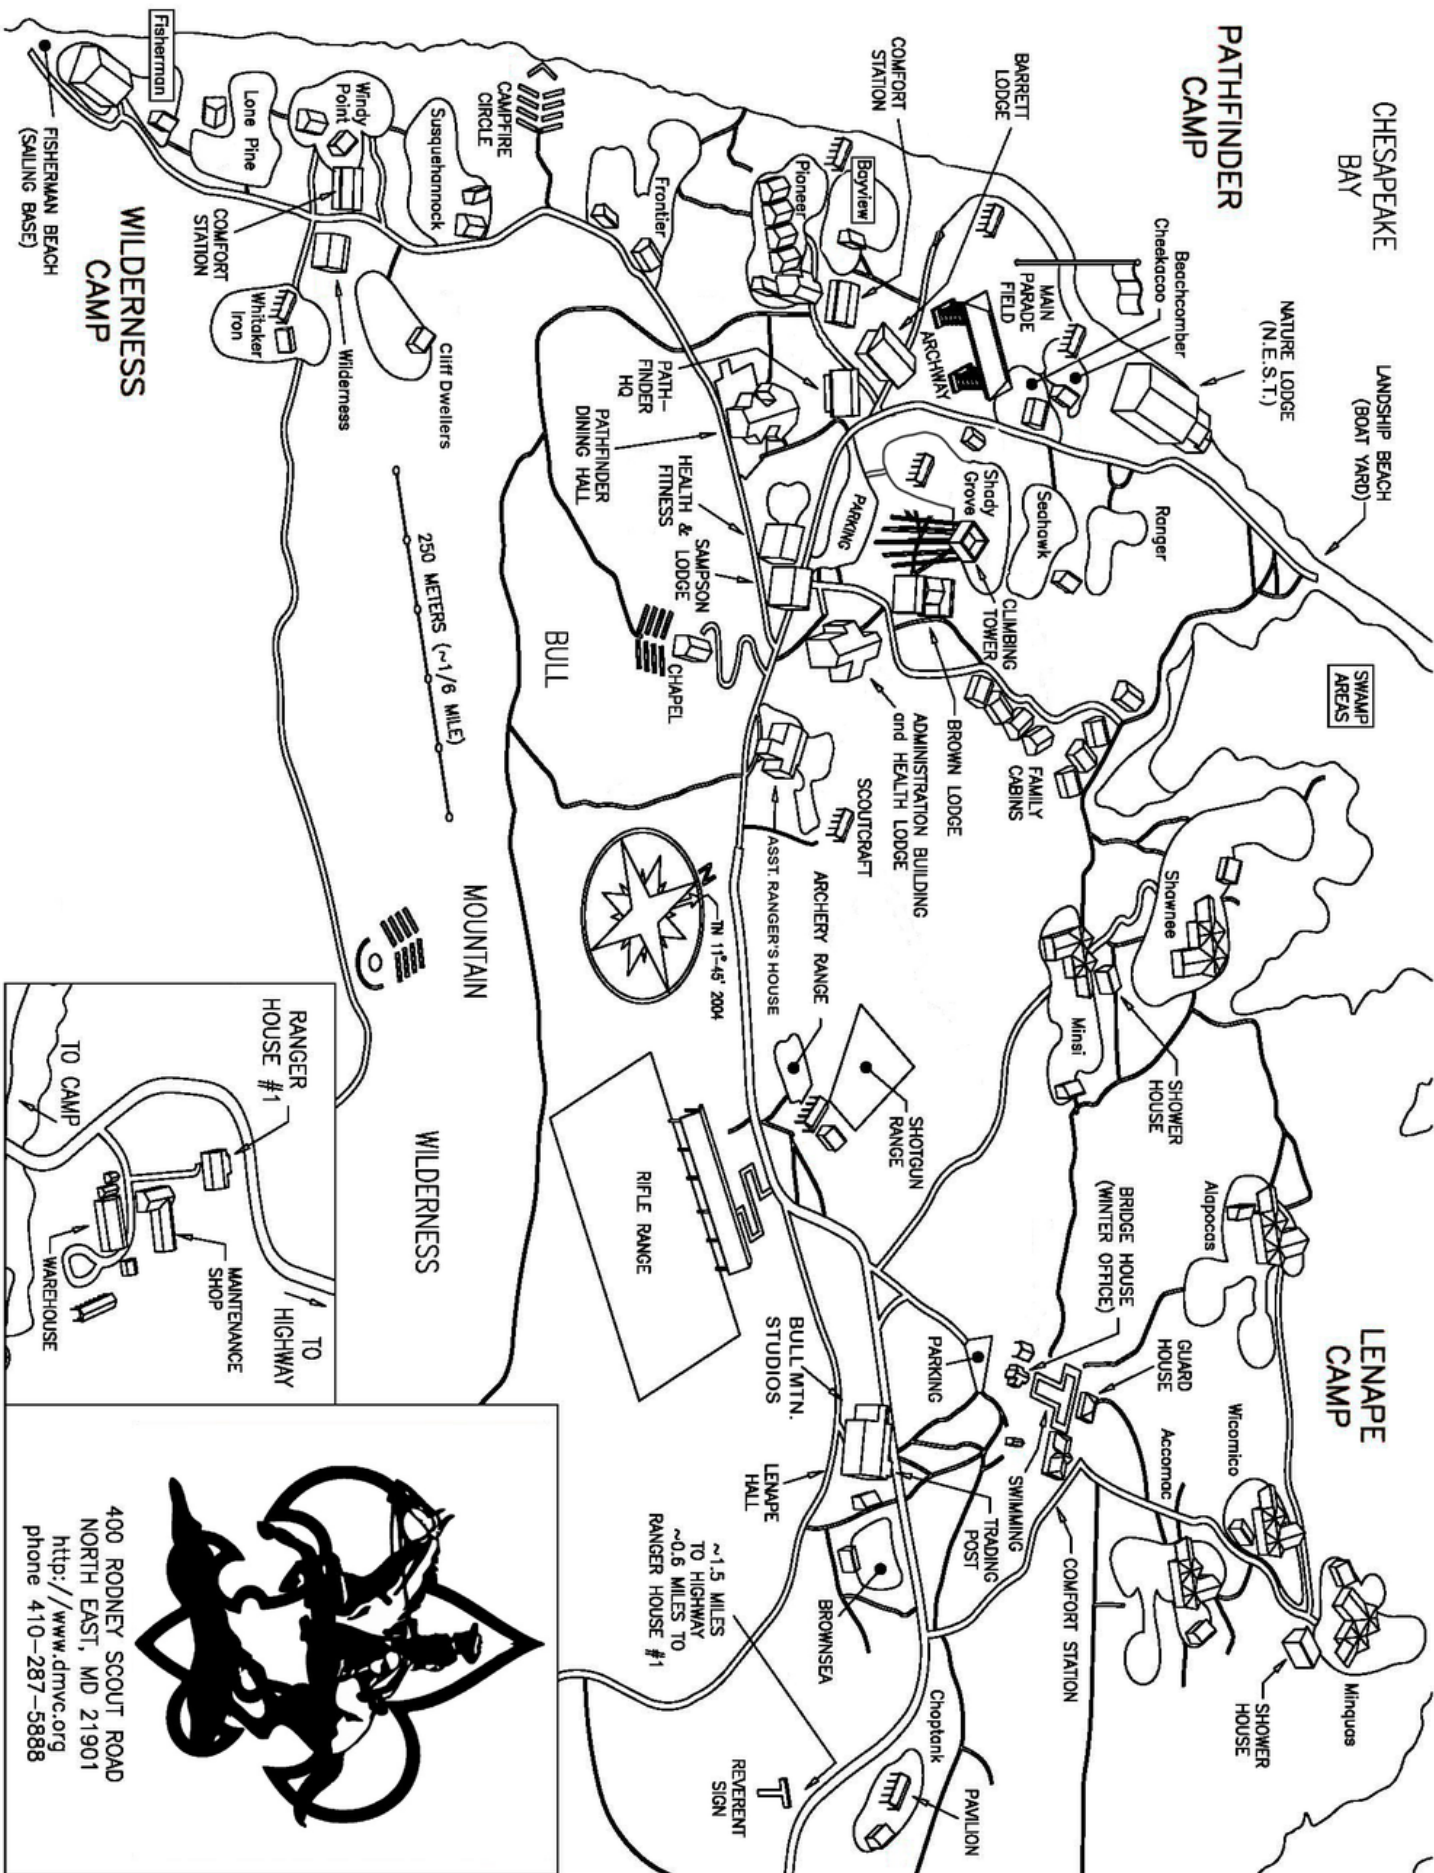 CHESAPEAKE
BAY
PATHFINDER
CAMP
LANDSHIP BEACH
(BOAT YARD)
NATURE LODGE
(N.E.S.T.)
Beachcomber
Cheekacoo
MAIN
PARADE
FIELD
ARCHWAY
BARRETT
LODGE
COMFORT
STATION
Bayview
Pioneer
Frontier
CAMPFIRE
CIRCLE
Susquehannock
Windy
Point
Lone Pine
Fisherman
FISHERMAN BEACH
(SAILING BASE)
WILDERNESS
CAMP
COMFORT
STATION
Whitaker
Iron
Wilderness
Cliff Dwellers
PATH-
FINDER
HQ
PATHFINDER
DINING HALL
HEALTH &
FITNESS
SAMPSON
LODGE
PARKING
Shady
Grove
Seahawk
Ranger
CLIMBING
TOWER
BROWN LODGE
ADMINISTRATION BUILDING
and HEALTH LODGE
CHAPEL
FAMILY
CABINS
SWAMP
AREAS
SCOUTCRAFT
ASST. RANGER'S HOUSE
250 METERS (~1/6 MILE)
BULL
MOUNTAIN
WILDERNESS
N
TN 11°-45' 2004
ARCHERY RANGE
SHOTGUN
RANGE
RIFLE RANGE
Shawnee
Minsi
SHOWER
HOUSE
LENAPE
CAMP
Alapocas
BRIDGE HOUSE
(WINTER OFFICE)
GUARD
HOUSE
Wicomico
Accomac
Minquas
SHOWER
HOUSE
PARKING
BULL MTN.
STUDIOS
LENAPE
HALL
SWIMMING
TRADING
POST
COMFORT STATION
BROWNSEA
Choptank
PAVILION
REVERENT
SIGN
~1.5 MILES
TO HIGHWAY
~0.6 MILES TO
RANGER HOUSE #1
RANGER
HOUSE #1
TO CAMP
TO
HIGHWAY
MAINTENANCE
SHOP
WAREHOUSE
400 RODNEY SCOUT ROAD
NORTH EAST, MD 21901
http://www.dmvc.org
phone 410-287-5888